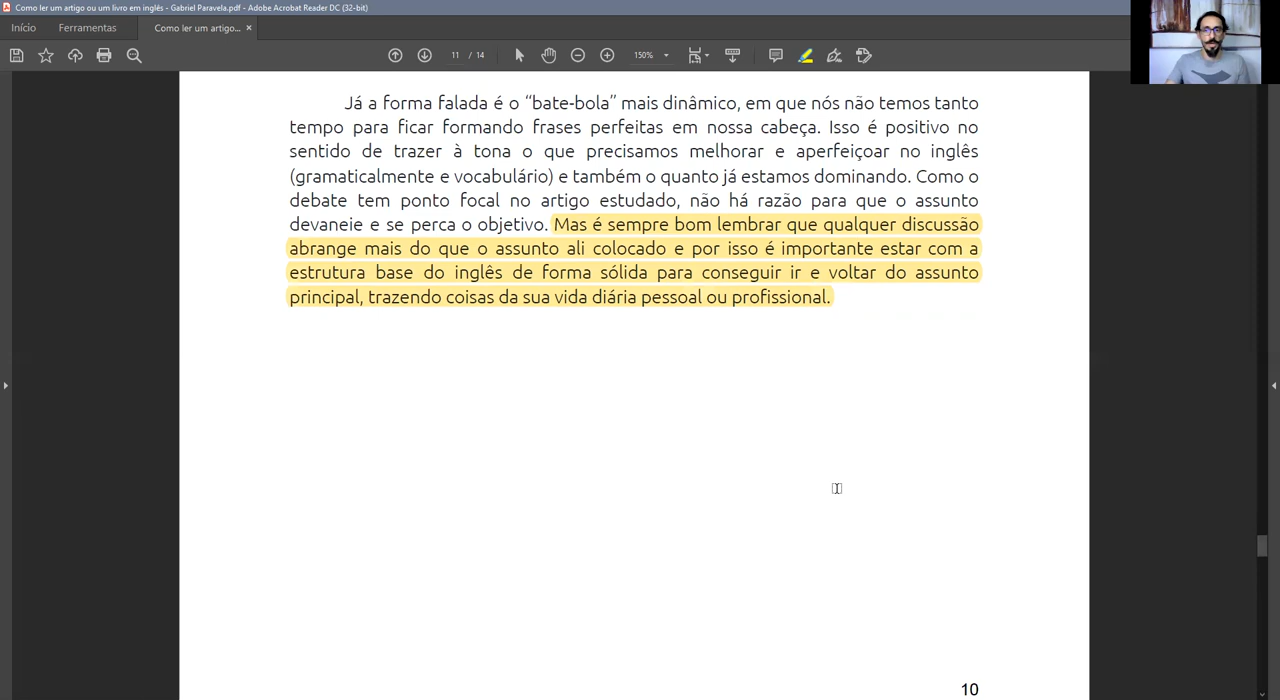 Como ler um artigo ou um livro em inglês - Gabriel Paravela.pdf - Adobe Acrobat Reader DC (32-bit)
Início Ferramentas Como ler um artigo... ×
11 / 14 150%
Já a forma falada é o “bate-bola” mais dinâmico, em que nós não temos tanto
tempo para ficar formando frases perfeitas em nossa cabeça. Isso é positivo no
sentido de trazer à tona o que precisamos melhorar e aperfeiçoar no inglês
(gramaticalmente e vocabulário) e também o quanto já estamos dominando. Como o
debate tem ponto focal no artigo estudado, não há razão para que o assunto
devaneie e se perca o objetivo. Mas é sempre bom lembrar que qualquer discussão
abrange mais do que o assunto ali colocado e por isso é importante estar com a
estrutura base do inglês de forma sólida para conseguir ir e voltar do assunto
principal, trazendo coisas da sua vida diária pessoal ou profissional.
10